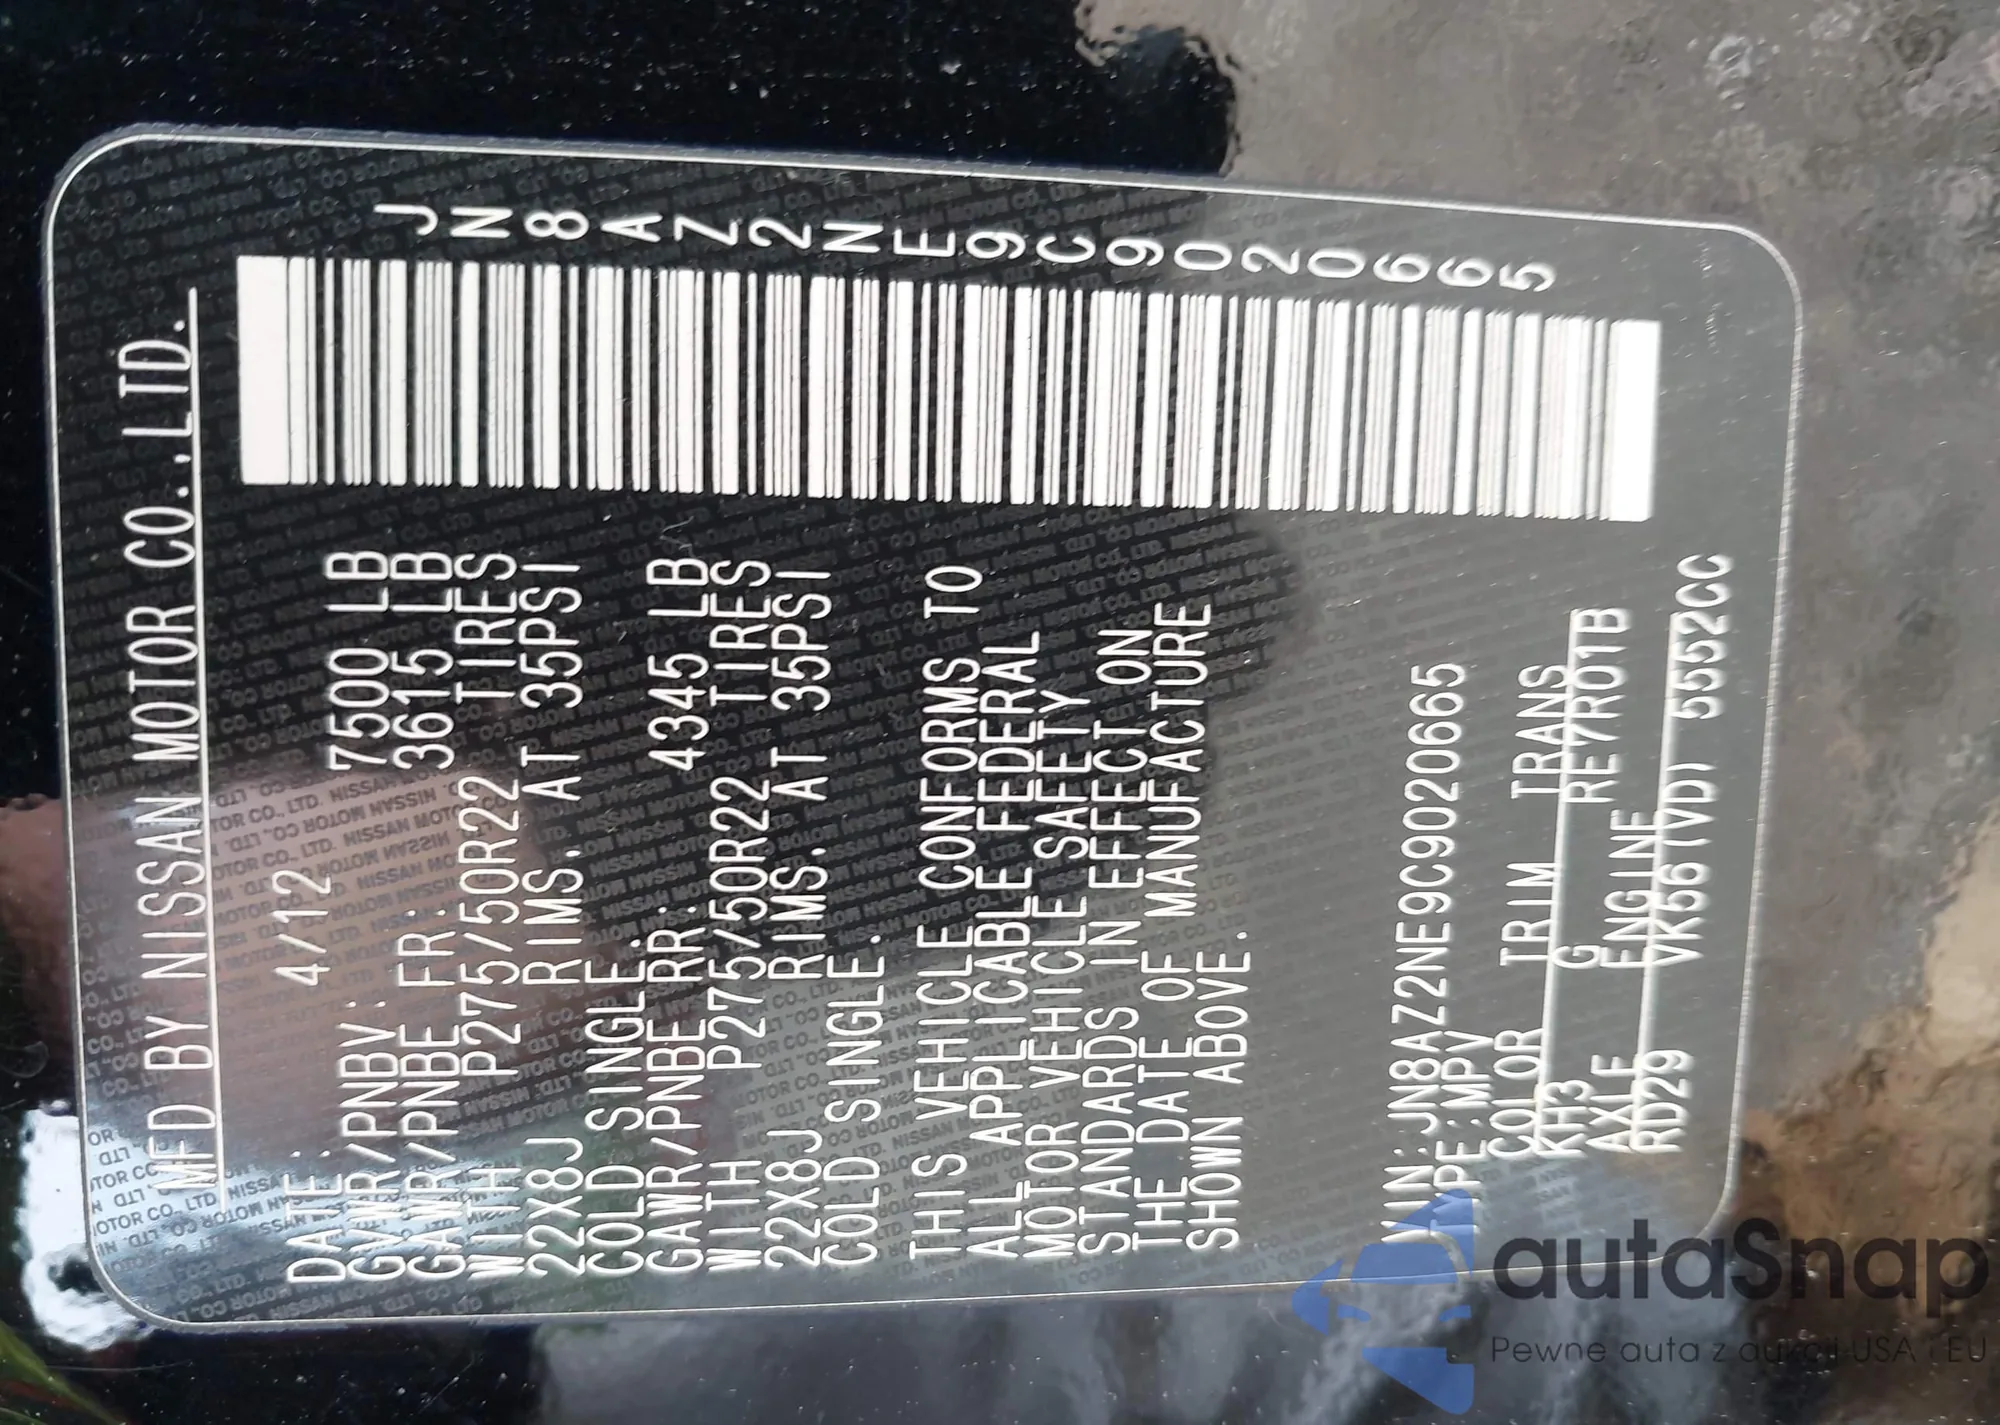 MFD BY NISSAN MOTOR CO.,LTD.
DATE: 4/12
GVWR/PNBV: 7500 LB
GAWR/PNBE FR: 3615 LB
WITH P275/50R22 TIRES
22X8J RIMS. AT 35PSI
COLD SINGLE.
GAWR/PNBE RR: 4345 LB
WITH P275/50R22 TIRES
22X8J RIMS. AT 35PSI
COLD SINGLE.
THIS VEHICLE CONFORMS TO
ALL APPLICABLE FEDERAL
MOTOR VEHICLE SAFETY
STANDARDS IN EFFECT ON
THE DATE OF MANUFACTURE
SHOWN ABOVE.
VIN:JN8AZ2NE9C9020665
TYPE:MPV
COLOR TRIM TRANS
KH3 G RE7R01TB
AXLE ENGINE
RD29 VK56(VD) 5552CC
JN8AZ2NE9C9020665
autaSnap
Pewne auta z aukcji USA i EU